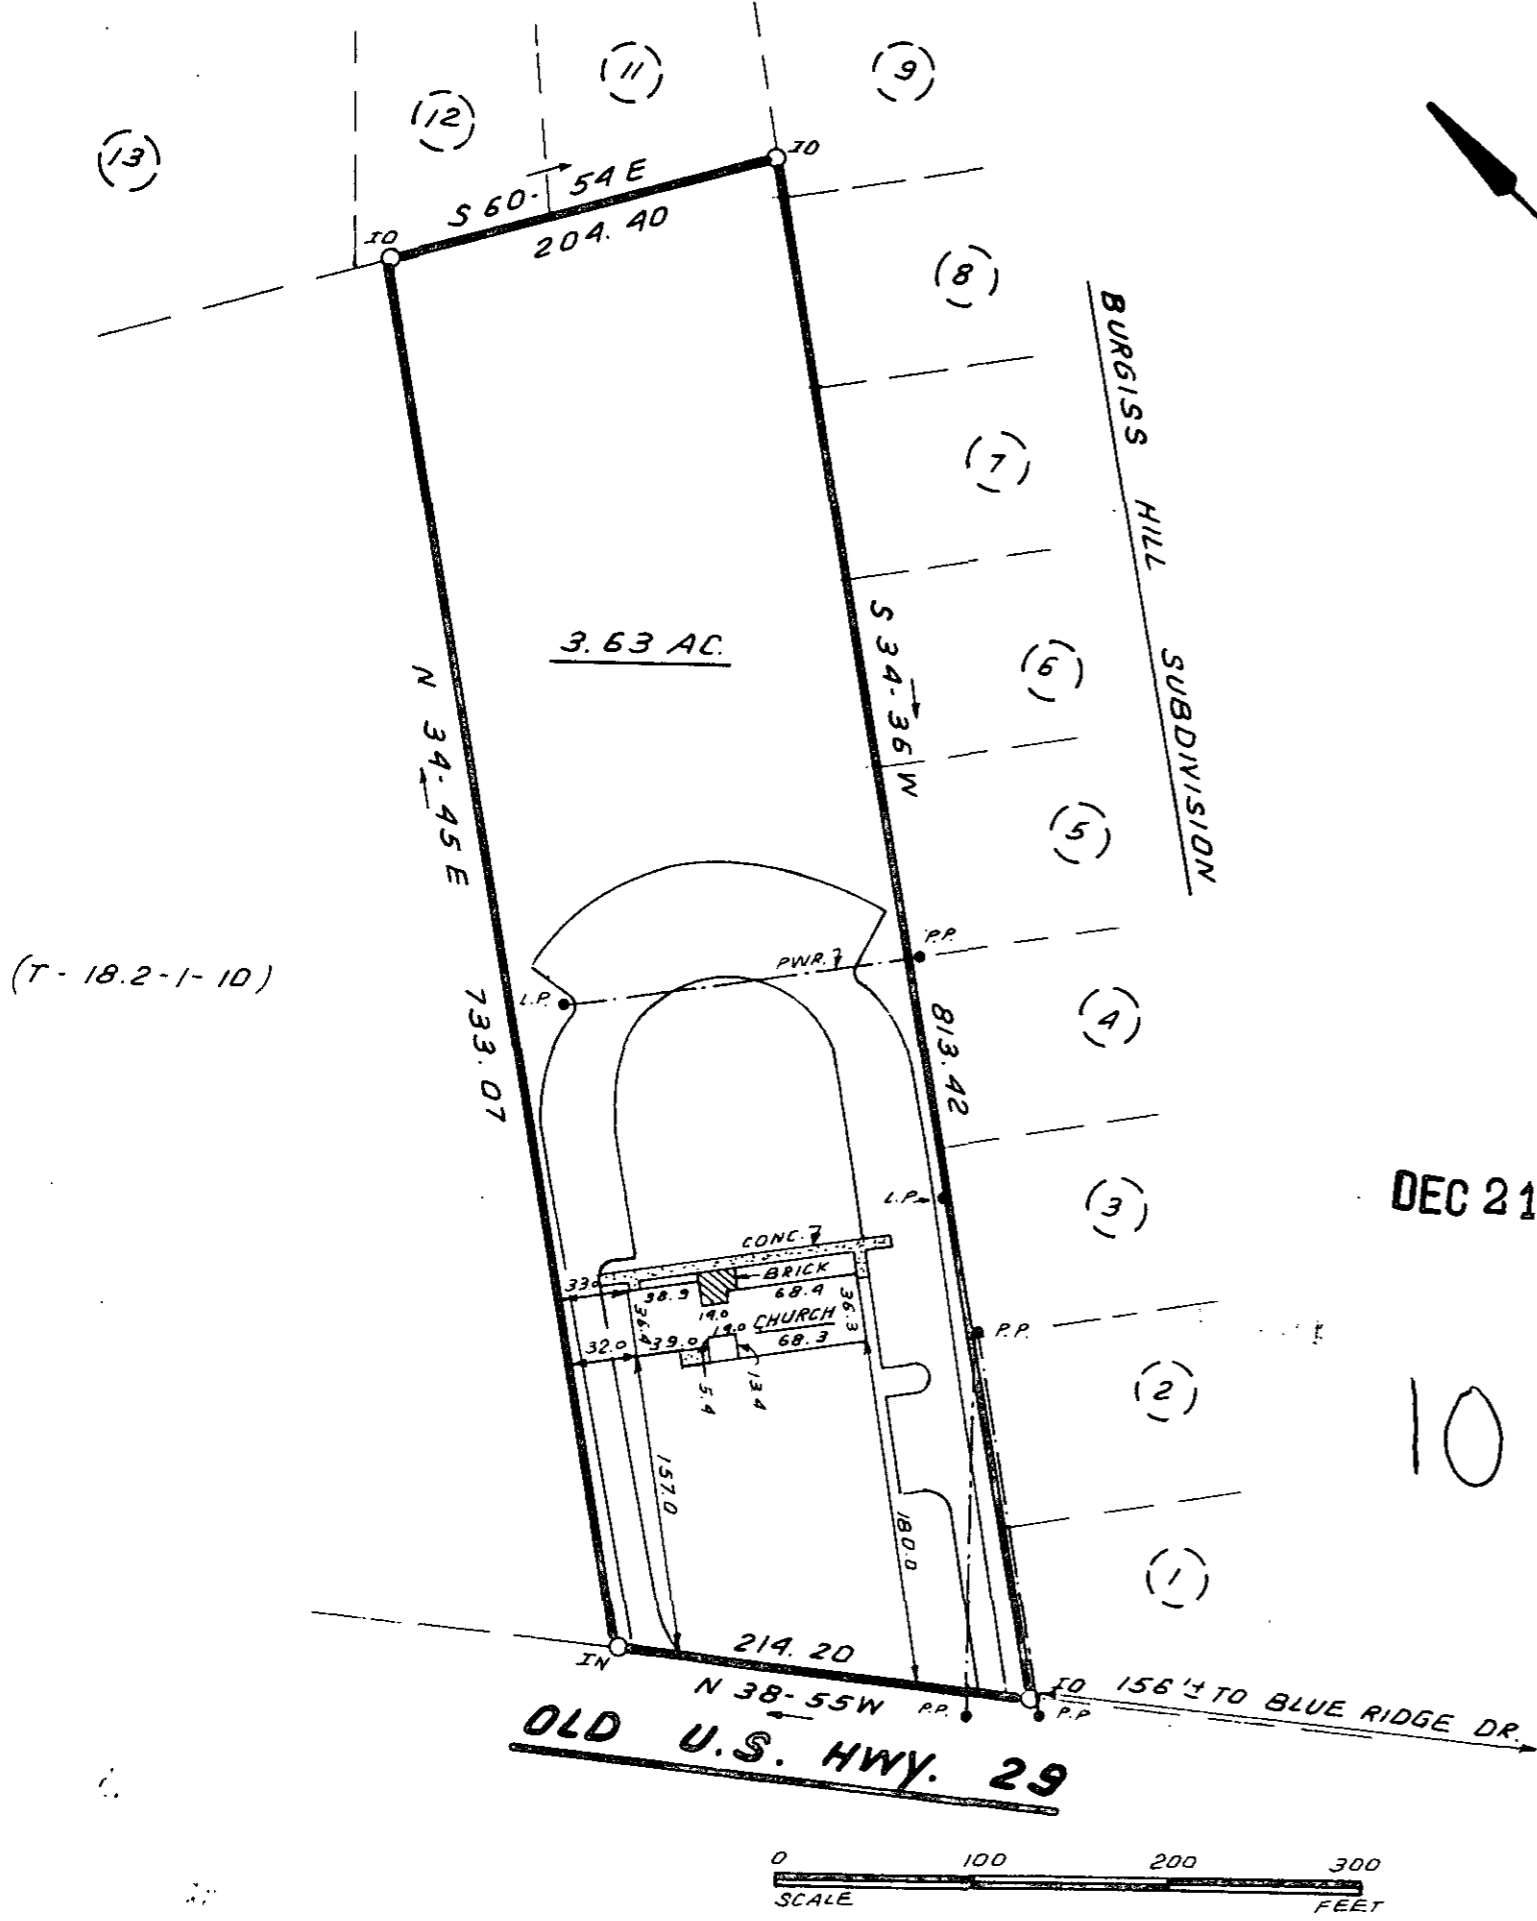 11
9
12
13
IO
S 60- 54 E
204.40
IO
8
BURGISS HILL SUBDIVISION
7
3.63 AC.
S 34-36 W
6
N 34-45 E
5
P.P.
PWR.
(T-18.2-1-10)
L.P.
733.07
813.42
4
DEC 21
L.P.
3
CONC.
BRICK
33.0
38.9
68.4
36.4
36.3
19.0
CHURCH
19.0
32.0
39.0
68.3
P.P.
5.4
13.4
2
10
157.0
180.0
1
214.20
IN
N 38-55W
IO
156'± TO BLUE RIDGE DR.
P.P.
P.P
OLD U.S. HWY. 29
0 100 200 300
SCALE FEET